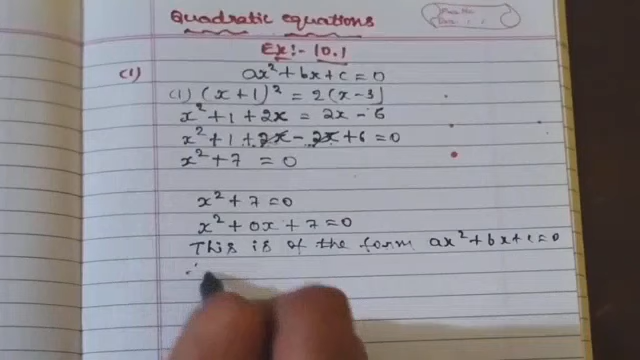 Quadratic equations
Ex:- 10.1
(1) ax² + bx + c = 0
(1) (x + 1)² = 2(x - 3)
x² + 1 + 2x = 2x - 6
x² + 1 + 2x - 2x + 6 = 0
x² + 7 = 0
x² + 7 = 0
x² + 0x + 7 = 0
This is of the form ax² + bx + c = 0
∴